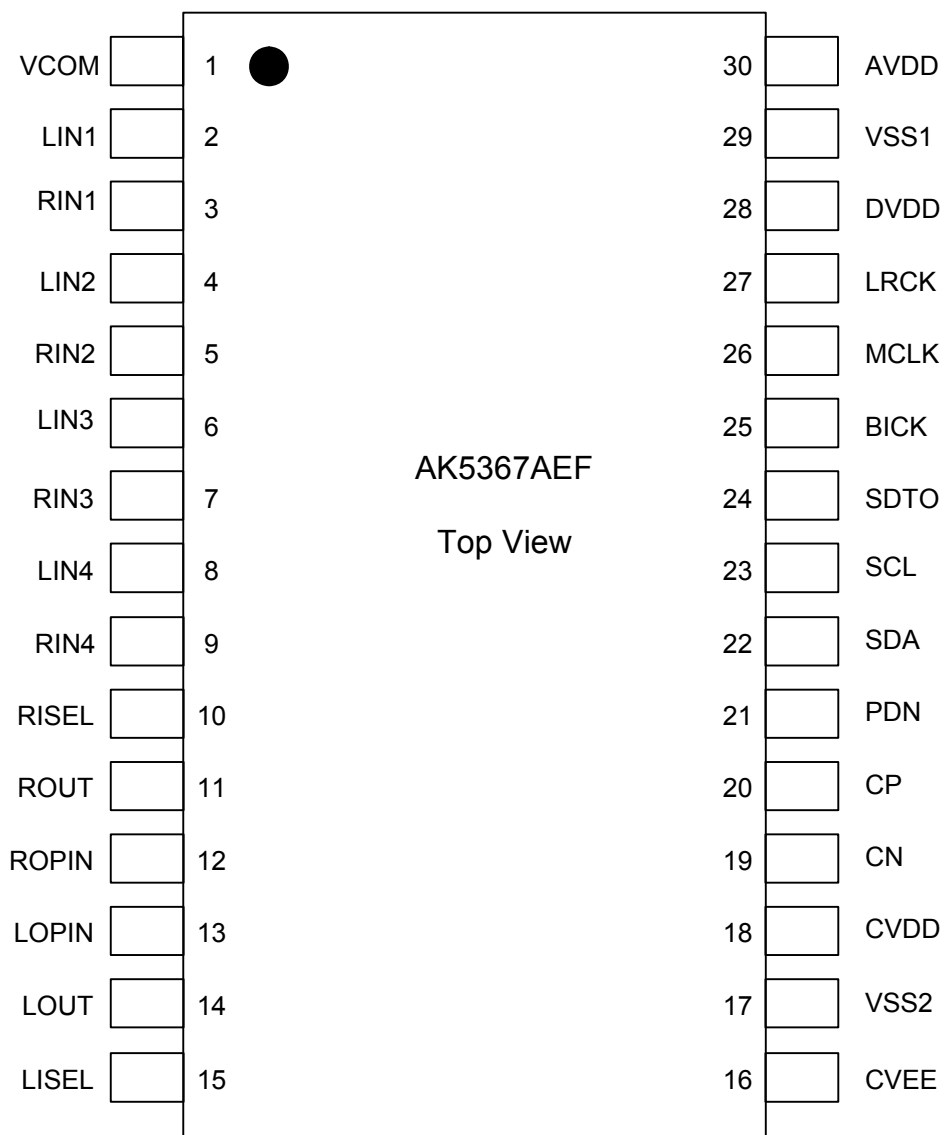 VCOM 1 30 AVDD
LIN1 2 29 VSS1
RIN1 3 28 DVDD
LIN2 4 27 LRCK
RIN2 5 26 MCLK
LIN3 6 25 BICK
AK5367AEF
RIN3 7 24 SDTO
Top View
LIN4 8 23 SCL
RIN4 9 22 SDA
RISEL 10 21 PDN
ROUT 11 20 CP
ROPIN 12 19 CN
LOPIN 13 18 CVDD
LOUT 14 17 VSS2
LISEL 15 16 CVEE